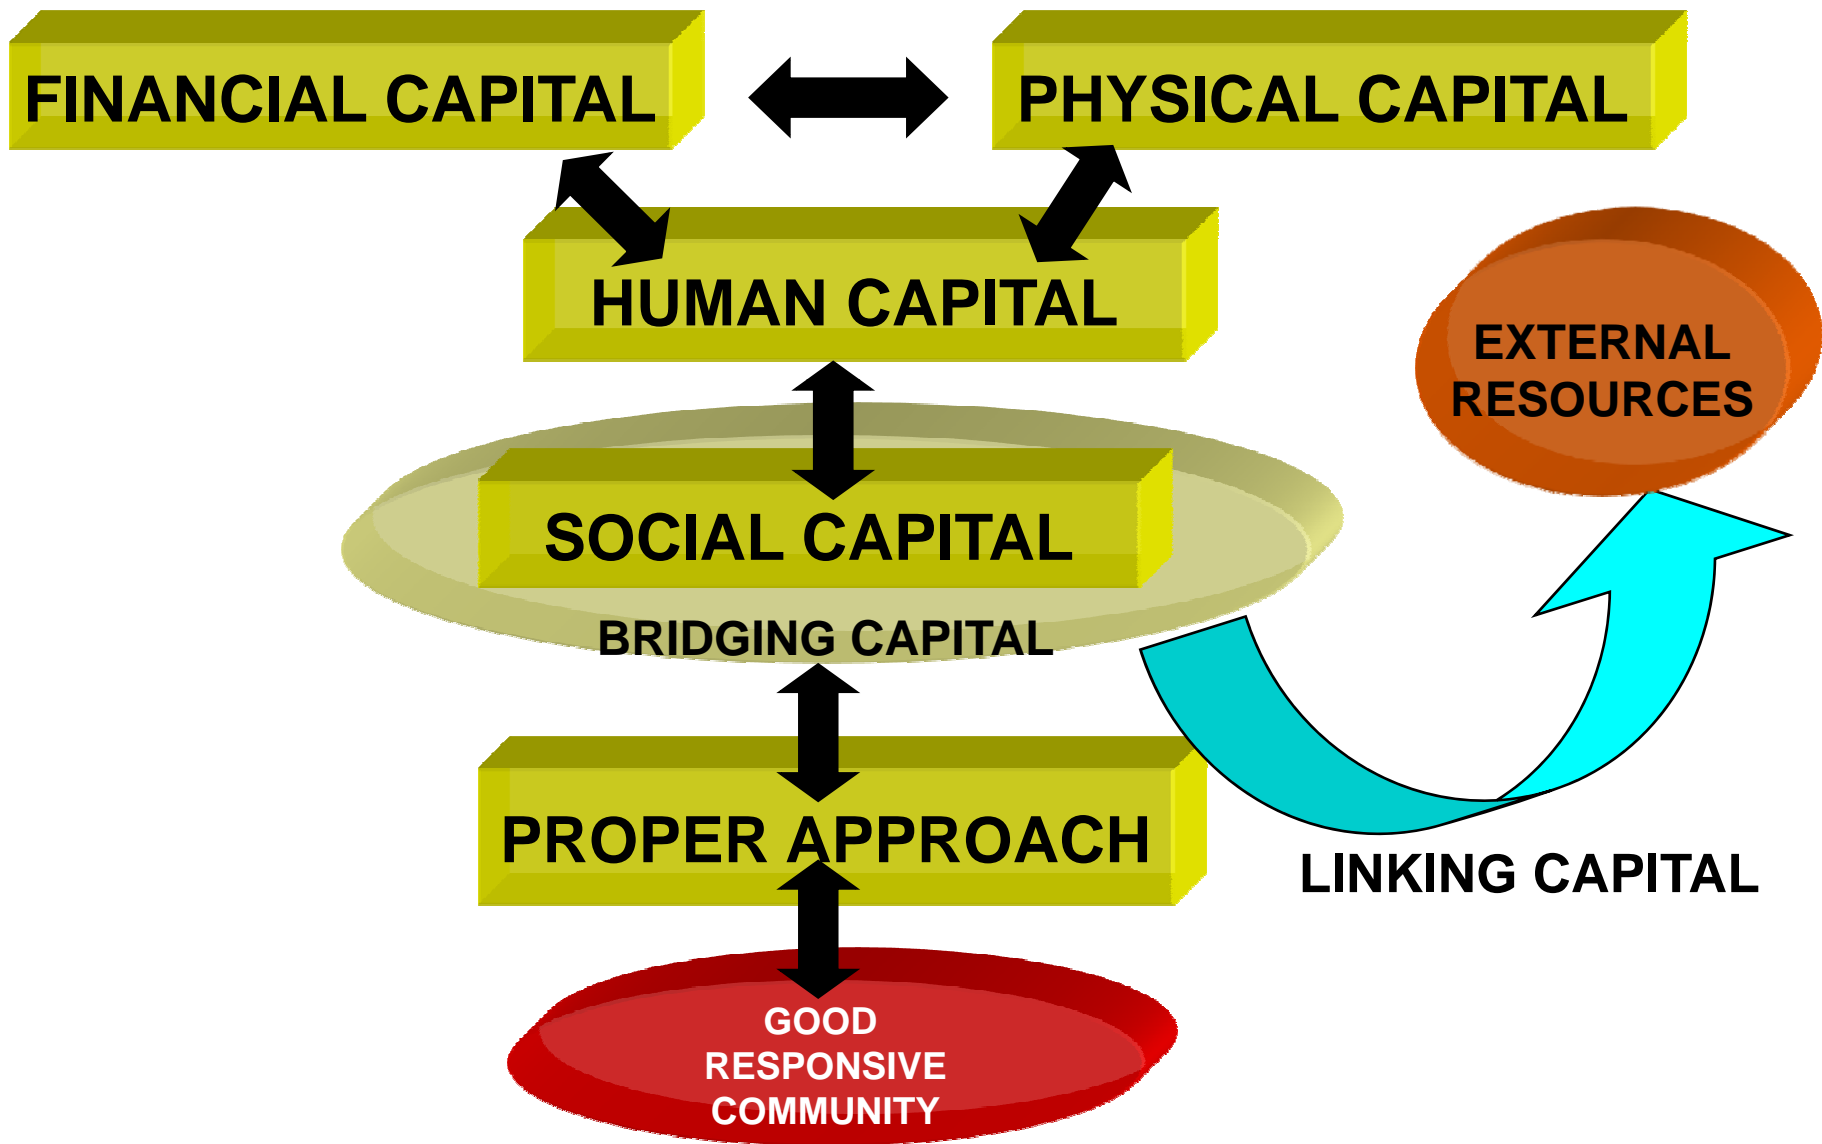 FINANCIAL CAPITAL
PHYSICAL CAPITAL
HUMAN CAPITAL
EXTERNAL
RESOURCES
SOCIAL CAPITAL
BRIDGING CAPITAL
PROPER APPROACH
LINKING CAPITAL
GOOD
RESPONSIVE
COMMUNITY